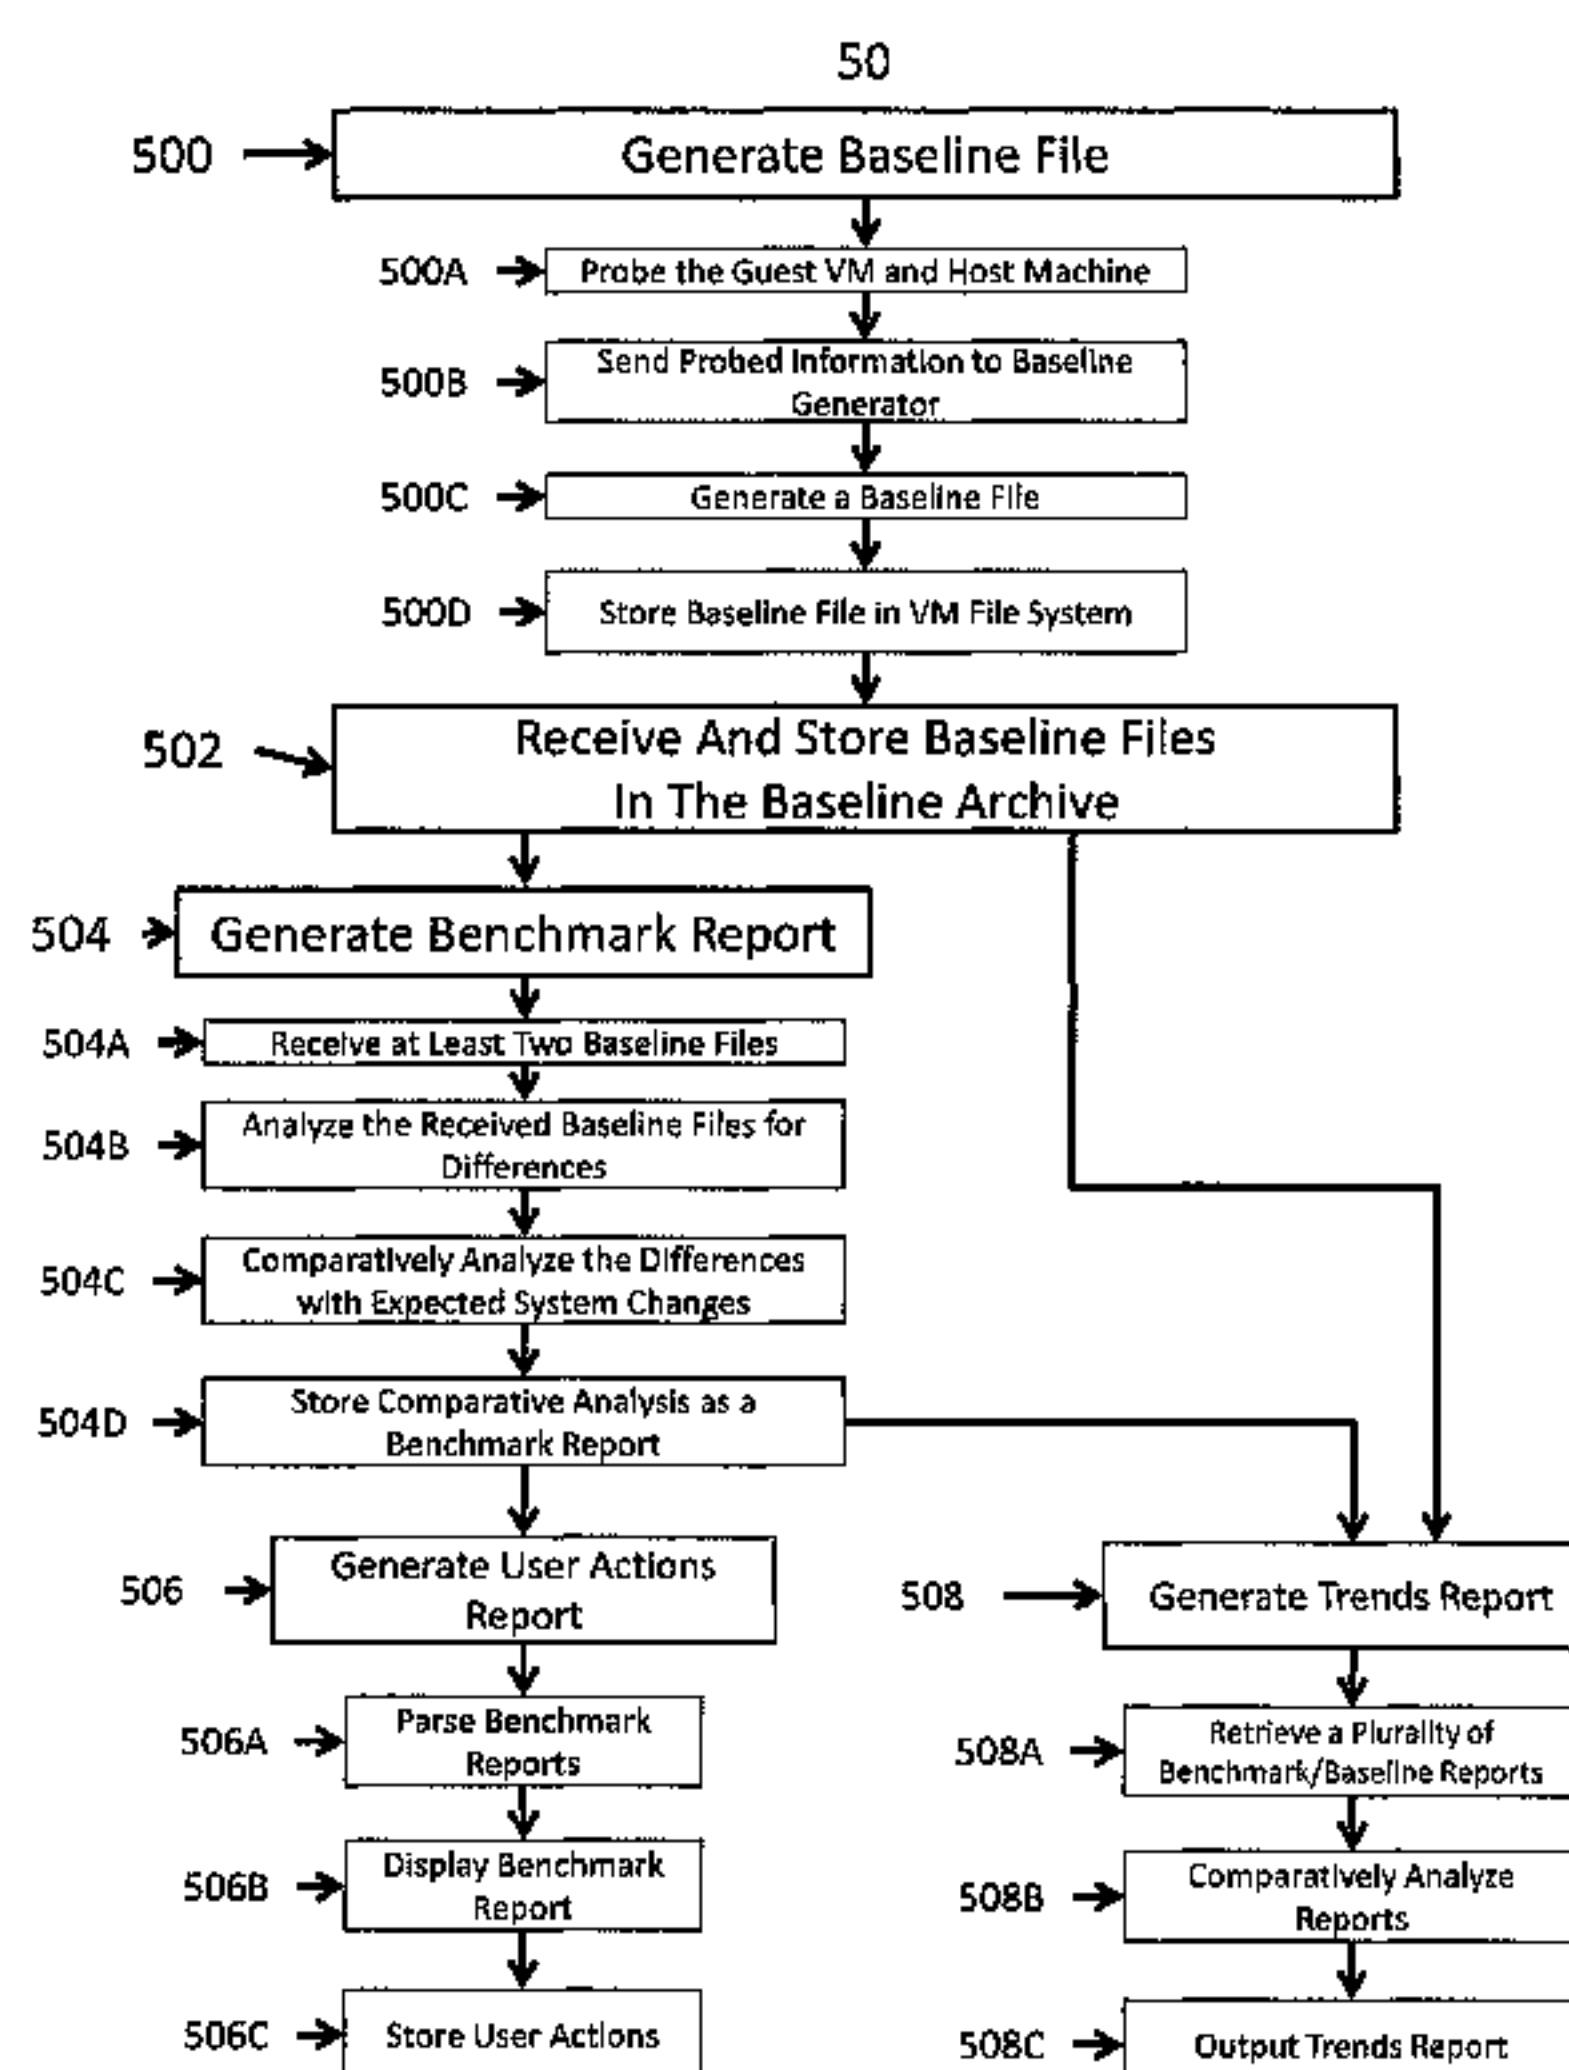 50
500
Generate Baseline File
500A
Probe the Guest VM and Host Machine
500B
Send Probed Information to Baseline
Generator
500C
Generate a Baseline File
500D
Store Baseline File in VM File System
502
Receive And Store Baseline Files
In The Baseline Archive
504
Generate Benchmark Report
504A
Receive at Least Two Baseline Files
504B
Analyze the Received Baseline Files for
Differences
504C
Comparatively Analyze the Differences
with Expected System Changes
504D
Store Comparative Analysis as a
Benchmark Report
506
Generate User Actions
Report
506A
Parse Benchmark
Reports
506B
Display Benchmark
Report
506C
Store User Actions
508
Generate Trends Report
508A
Retrieve a Plurality of
Benchmark/Baseline Reports
508B
Comparatively Analyze
Reports
508C
Output Trends Report